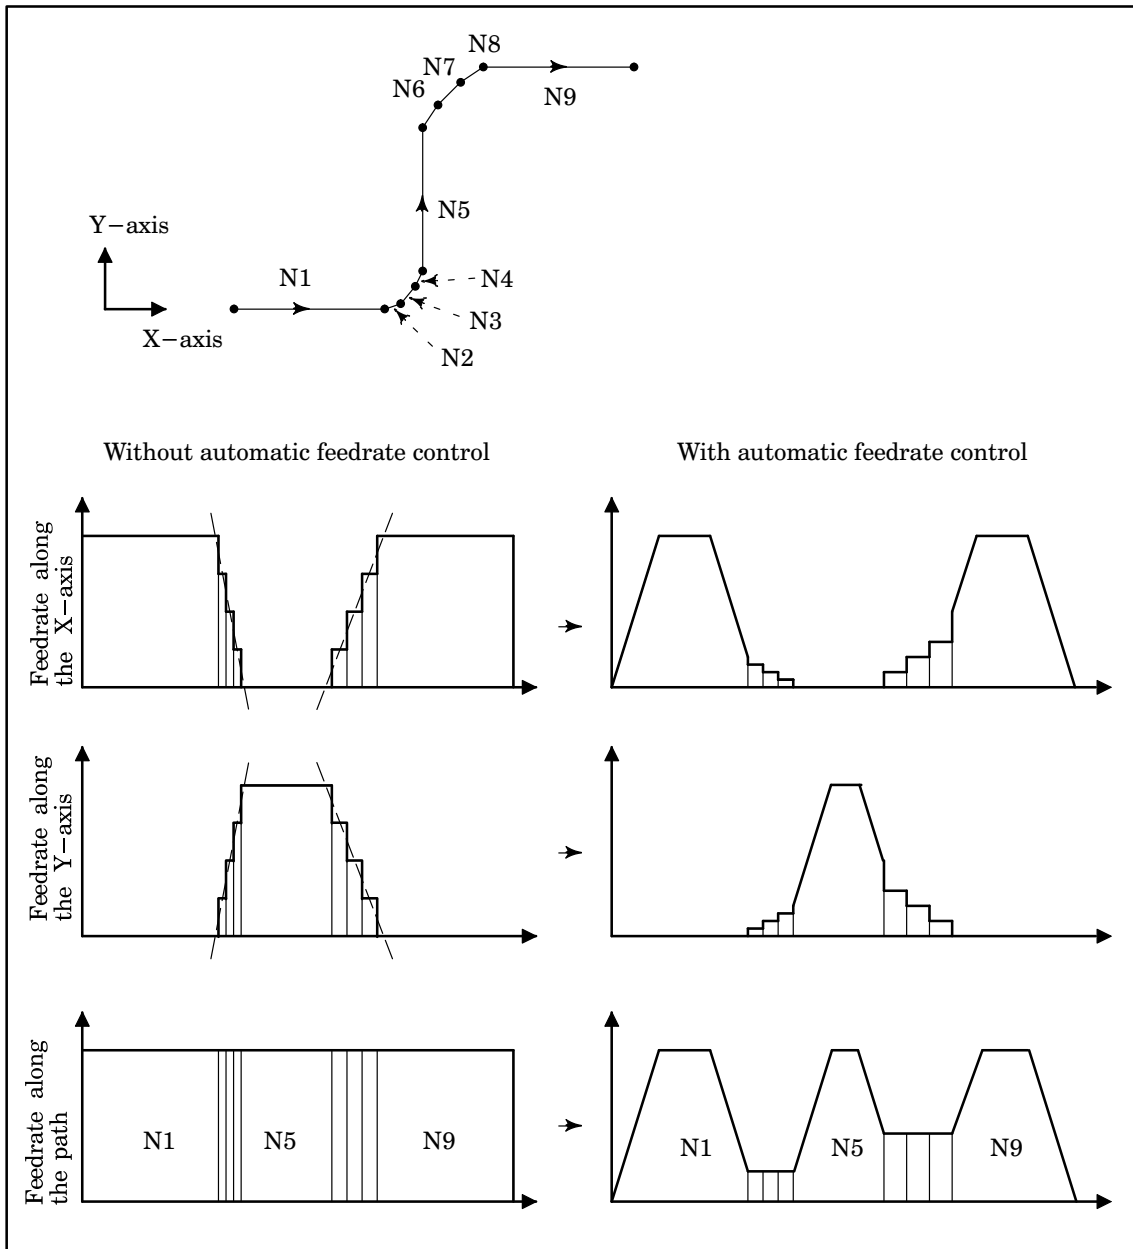 N8
N7
N6
N9
N5
Y−axis
N1
N4
N3
X−axis
N2
Without automatic feedrate control
With automatic feedrate control
Feedrate along
the X−axis
Feedrate along
the Y−axis
Feedrate along
the path
N1
N5
N9
N1
N5
N9